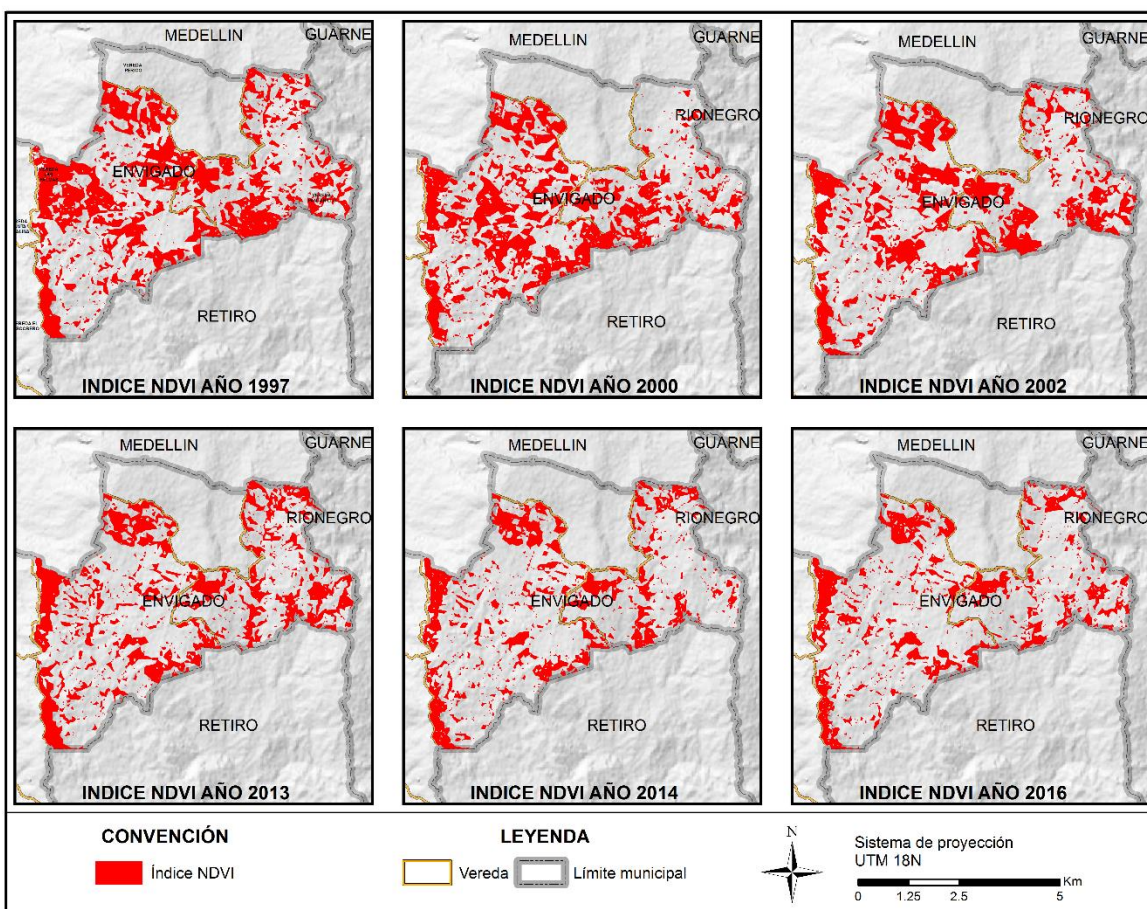 MEDELLIN
GUARNE
VEREDA
PERICO
ENVIGADO
RETIRO
INDICE NDVI AÑO 1997
MEDELLIN
GUARNE
RIONEGRO
ENVIGADO
RETIRO
INDICE NDVI AÑO 2000
MEDELLIN
GUARNE
RIONEGRO
ENVIGADO
RETIRO
INDICE NDVI AÑO 2002
MEDELLIN
GUARNE
RIONEGRO
ENVIGADO
RETIRO
INDICE NDVI AÑO 2013
MEDELLIN
GUARNE
RIONEGRO
ENVIGADO
RETIRO
INDICE NDVI AÑO 2014
MEDELLIN
GUARNE
RIONEGRO
ENVIGADO
RETIRO
INDICE NDVI AÑO 2016
CONVENCIÓN
Índice NDVI
LEYENDA
Vereda
Límite municipal
N
Sistema de proyección
UTM 18N
Km
0 1.25 2.5 5